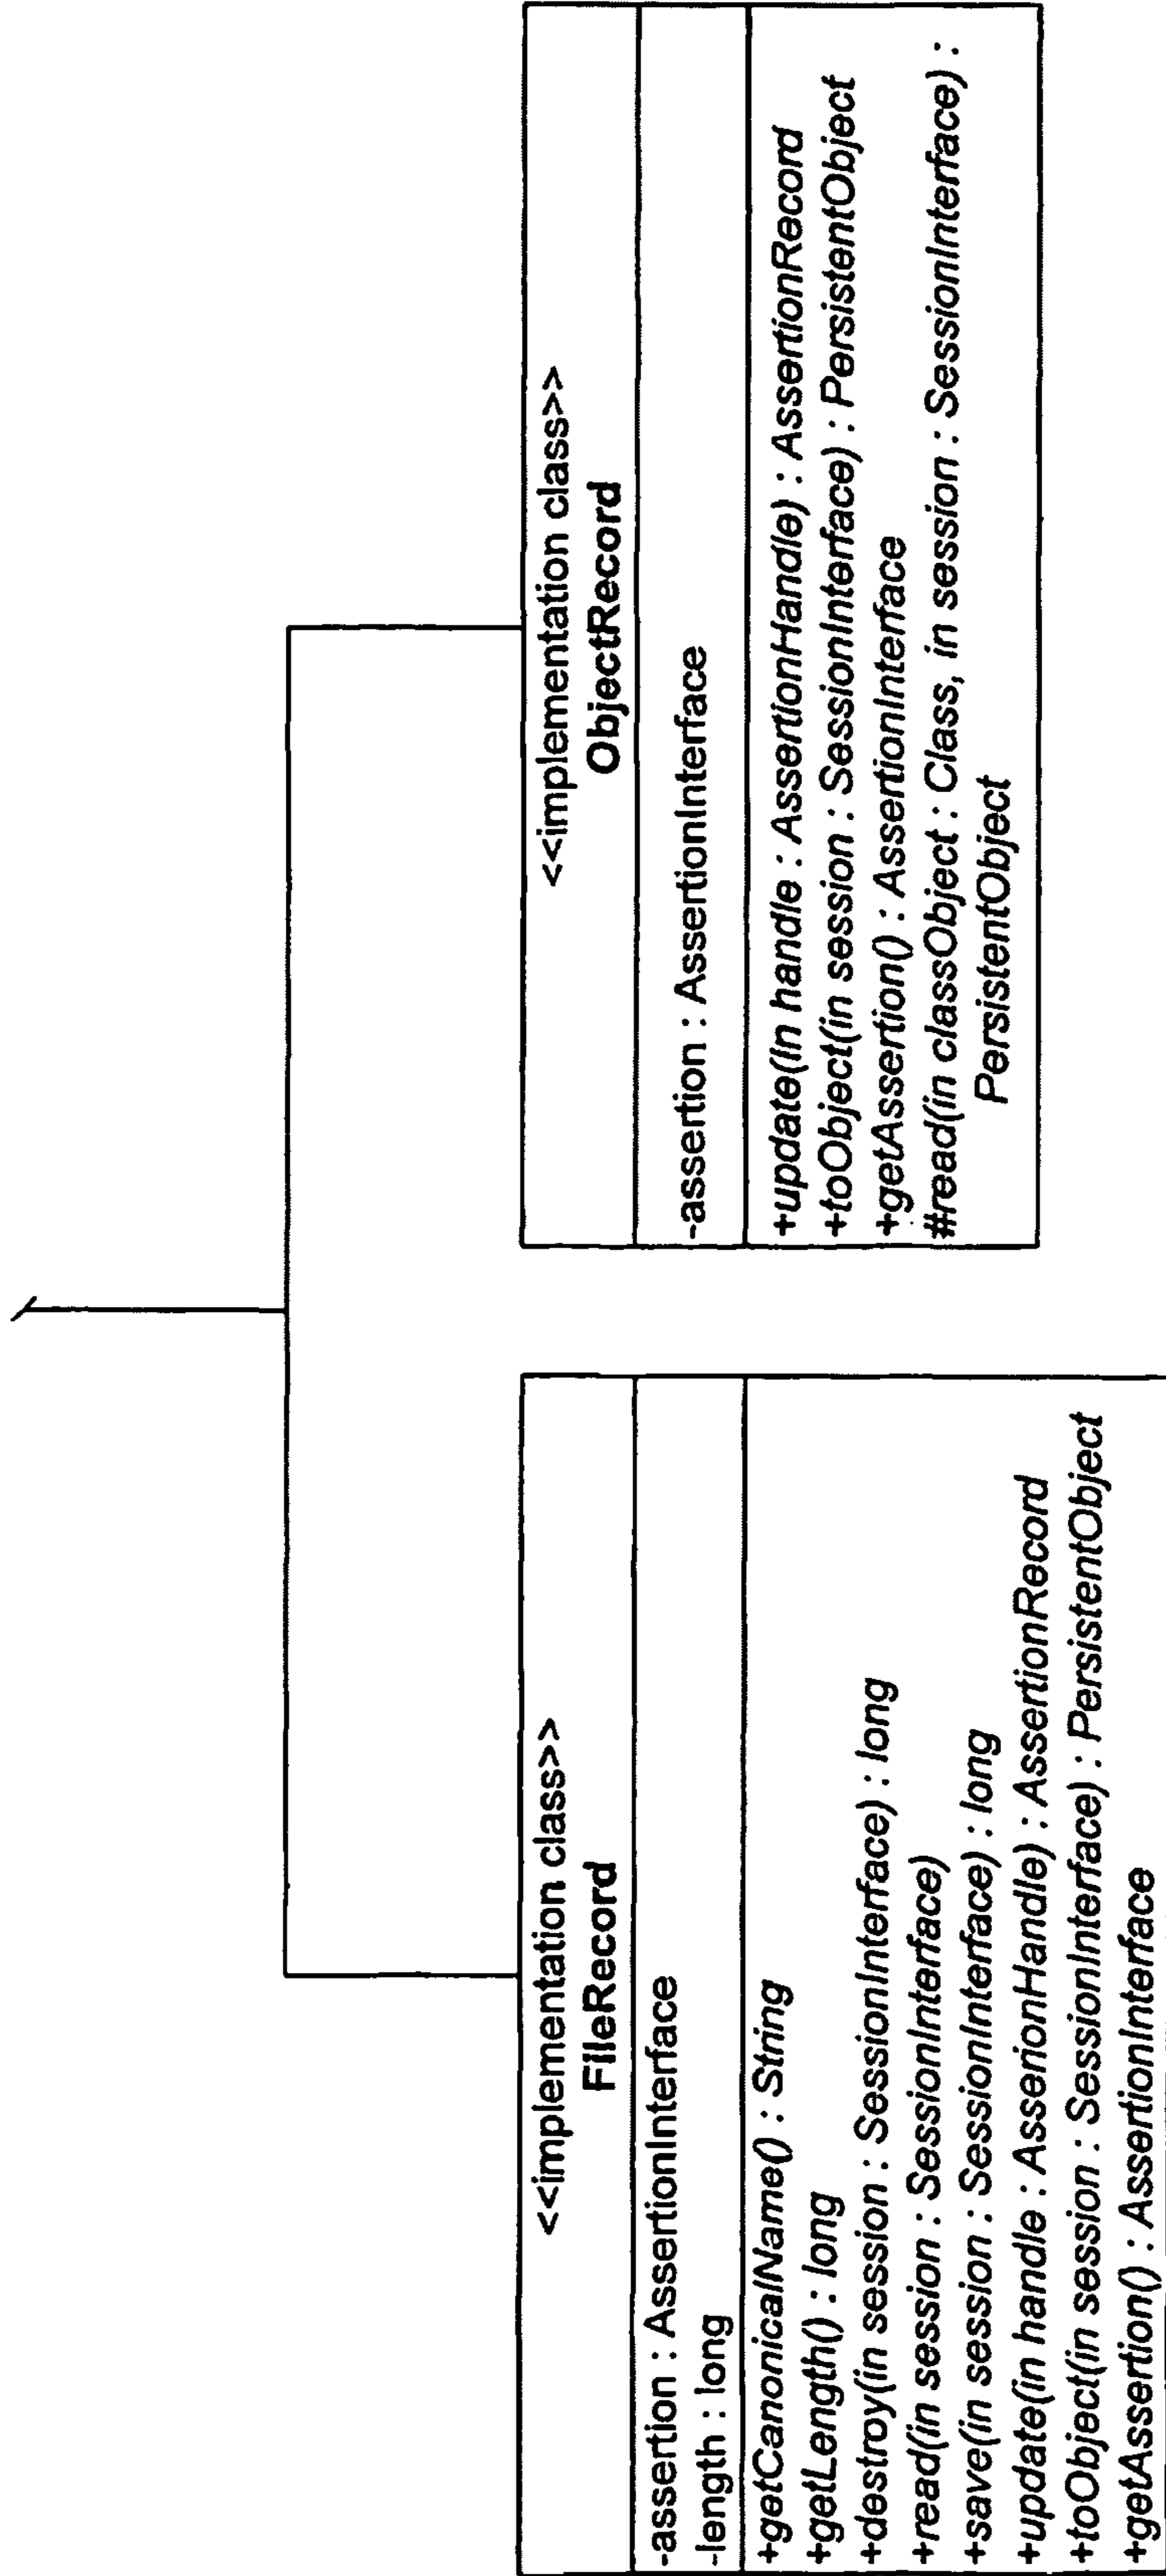 <<implementation class>>
FileRecord
-assertion : AssertionInterface
-length : long
+getCanonicalName() : String
+getLength() : long
+destroy(in session : SessionInterface) : long
+read(in session : SessionInterface)
+save(in session : SessionInterface) : long
+update(in handle : AsserionHandle) : AssertionRecord
+toObject(in session : SessionInterface) : PersistentObject
+getAssertion() : AssertionInterface
<<implementation class>>
ObjectRecord
-assertion : AssertionInterface
+update(in handle : AssertionHandle) : AssertionRecord
+toObject(in session : SessionInterface) : PersistentObject
+getAssertion() : AssertionInterface
#read(in classObject : Class, in session : SessionInterface) :
PersistentObject